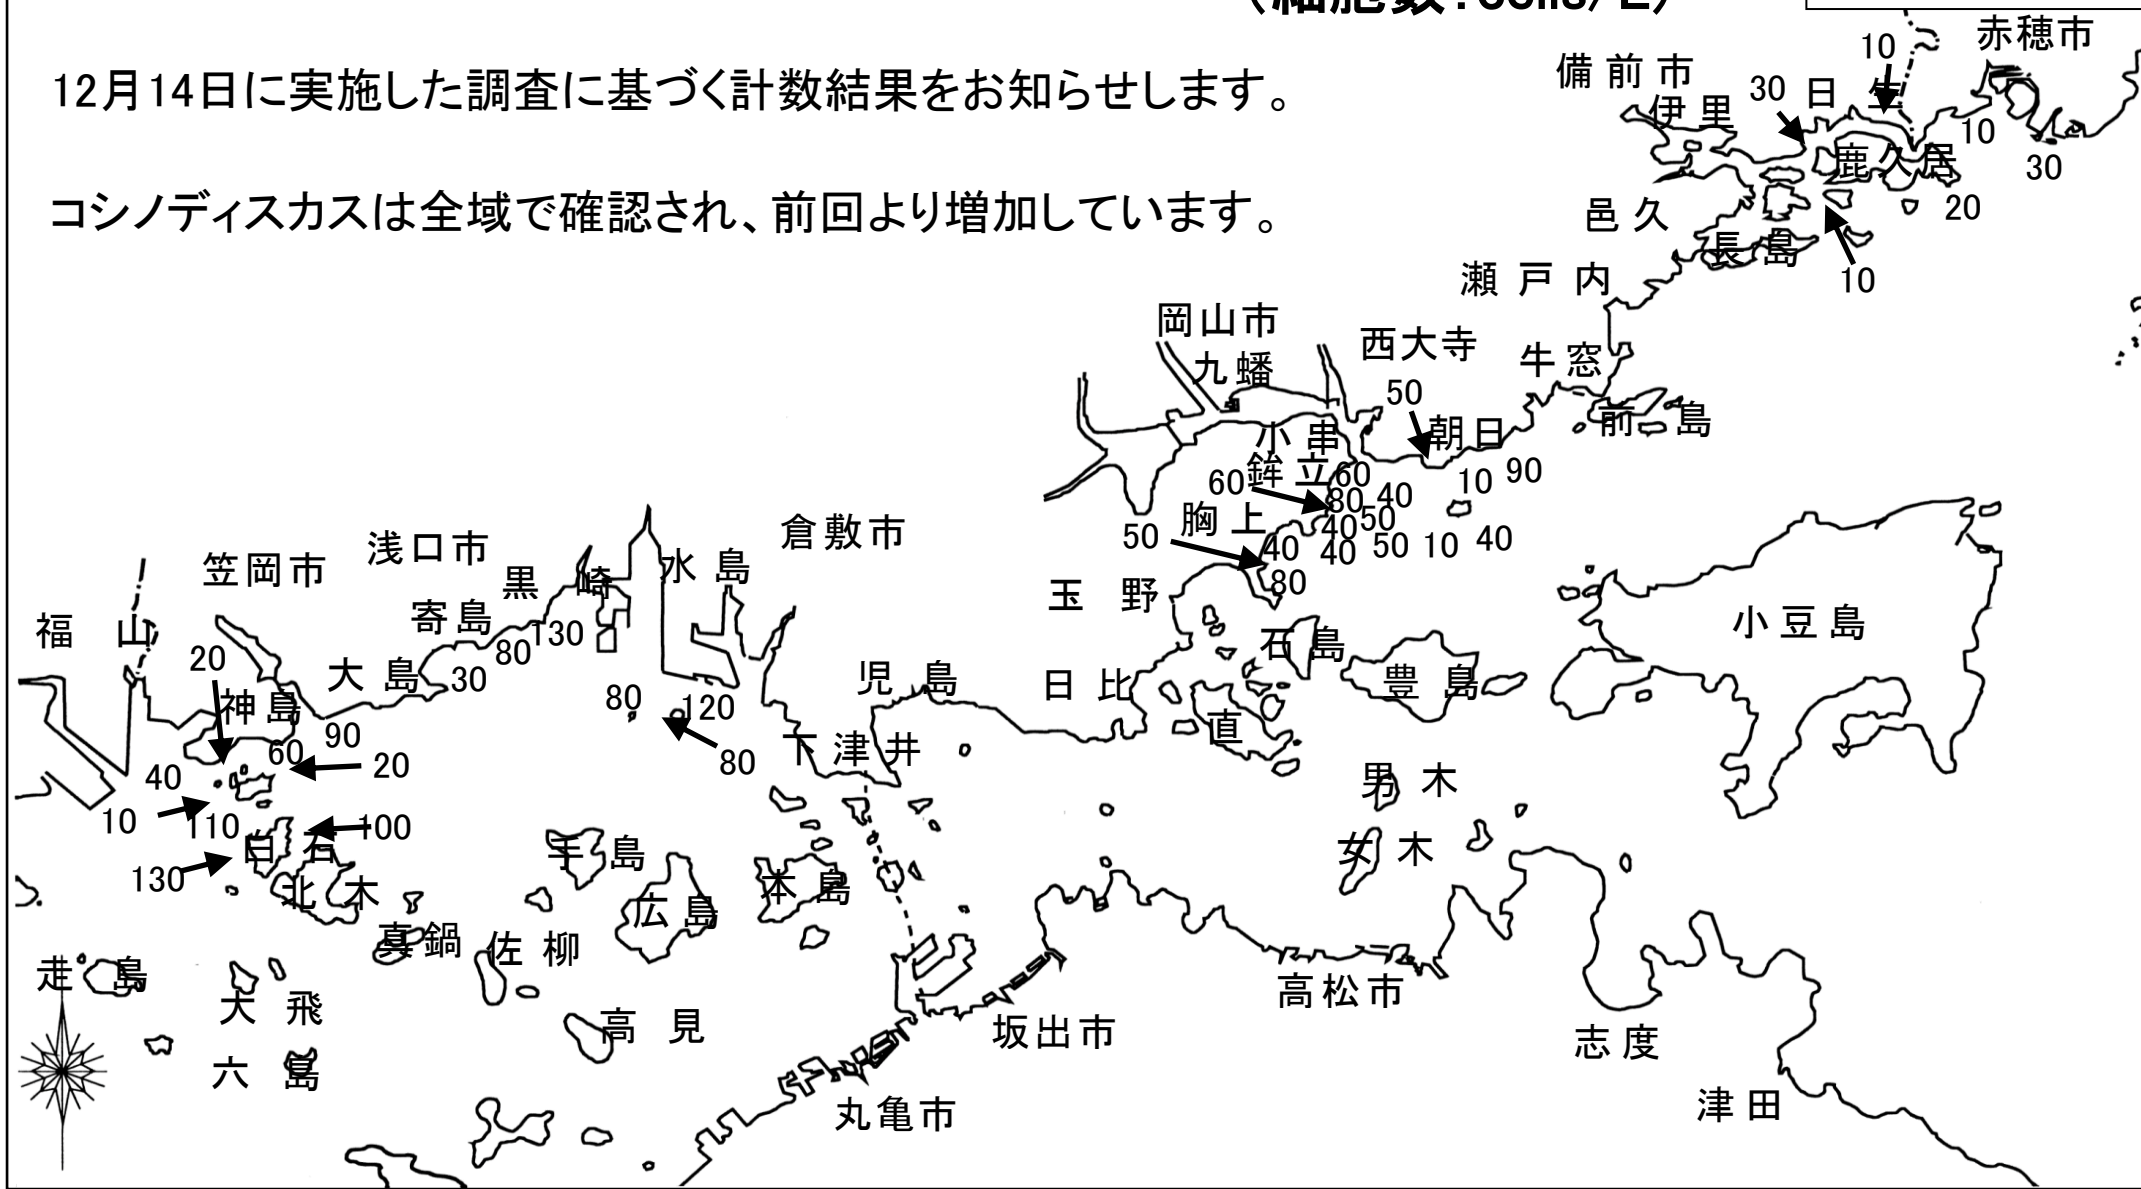 (細胞数:cells/L)
12月14日に実施した調査に基づく計数結果をお知らせします。
コシノディスカスは全域で確認され、前回より増加しています。
赤穂市
10
備前市
30
日生
伊里
10
鹿久居
30
20
邑久
長島
10
瀬戸内
岡山市
九蟠
西大寺
牛窓
50
前島
朝日
小串
鉾立
60
60
10
90
80
40
胸上
50
50
40
40
40
50
10
40
80
倉敷市
水島
浅口市
笠岡市
黒崎
玉野
寄島
130
80
福山
20
大島
30
石島
小豆島
児島
日比
豊島
神島
80
120
直
90
60
20
80
下津井
40
男木
10
110
100
白石
130
手島
女木
北木
本島
広島
真鍋
佐柳
走島
大飛
高松市
高見
坂出市
志度
六島
丸亀市
津田